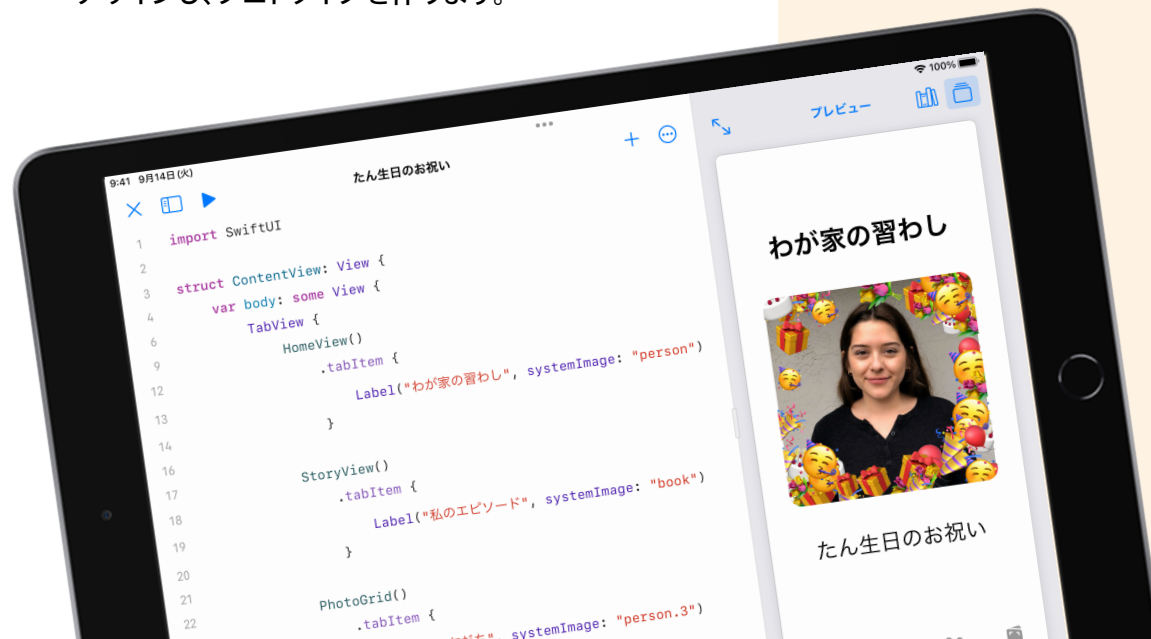 9:41 9月14日(火)
100%
たん生日のお祝い
プレビュー
1 import SwiftUI
2
3 struct ContentView: View {
4 var body: some View {
6 TabView {
9 HomeView()
12 .tabItem {
13 Label("わが家の習わし", systemImage: "person")
14 }
16
17 StoryView()
18 .tabItem {
19 Label("私のエピソード", systemImage: "book")
20 }
21
22 PhotoGrid()
.tabItem {
systemImage: "person.3")
わが家の習わし
たん生日のお祝い